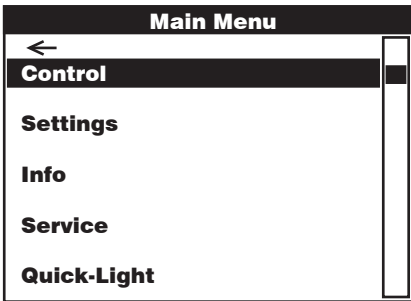 Main Menu
←
Control
Settings
Info
Service
Quick-Light